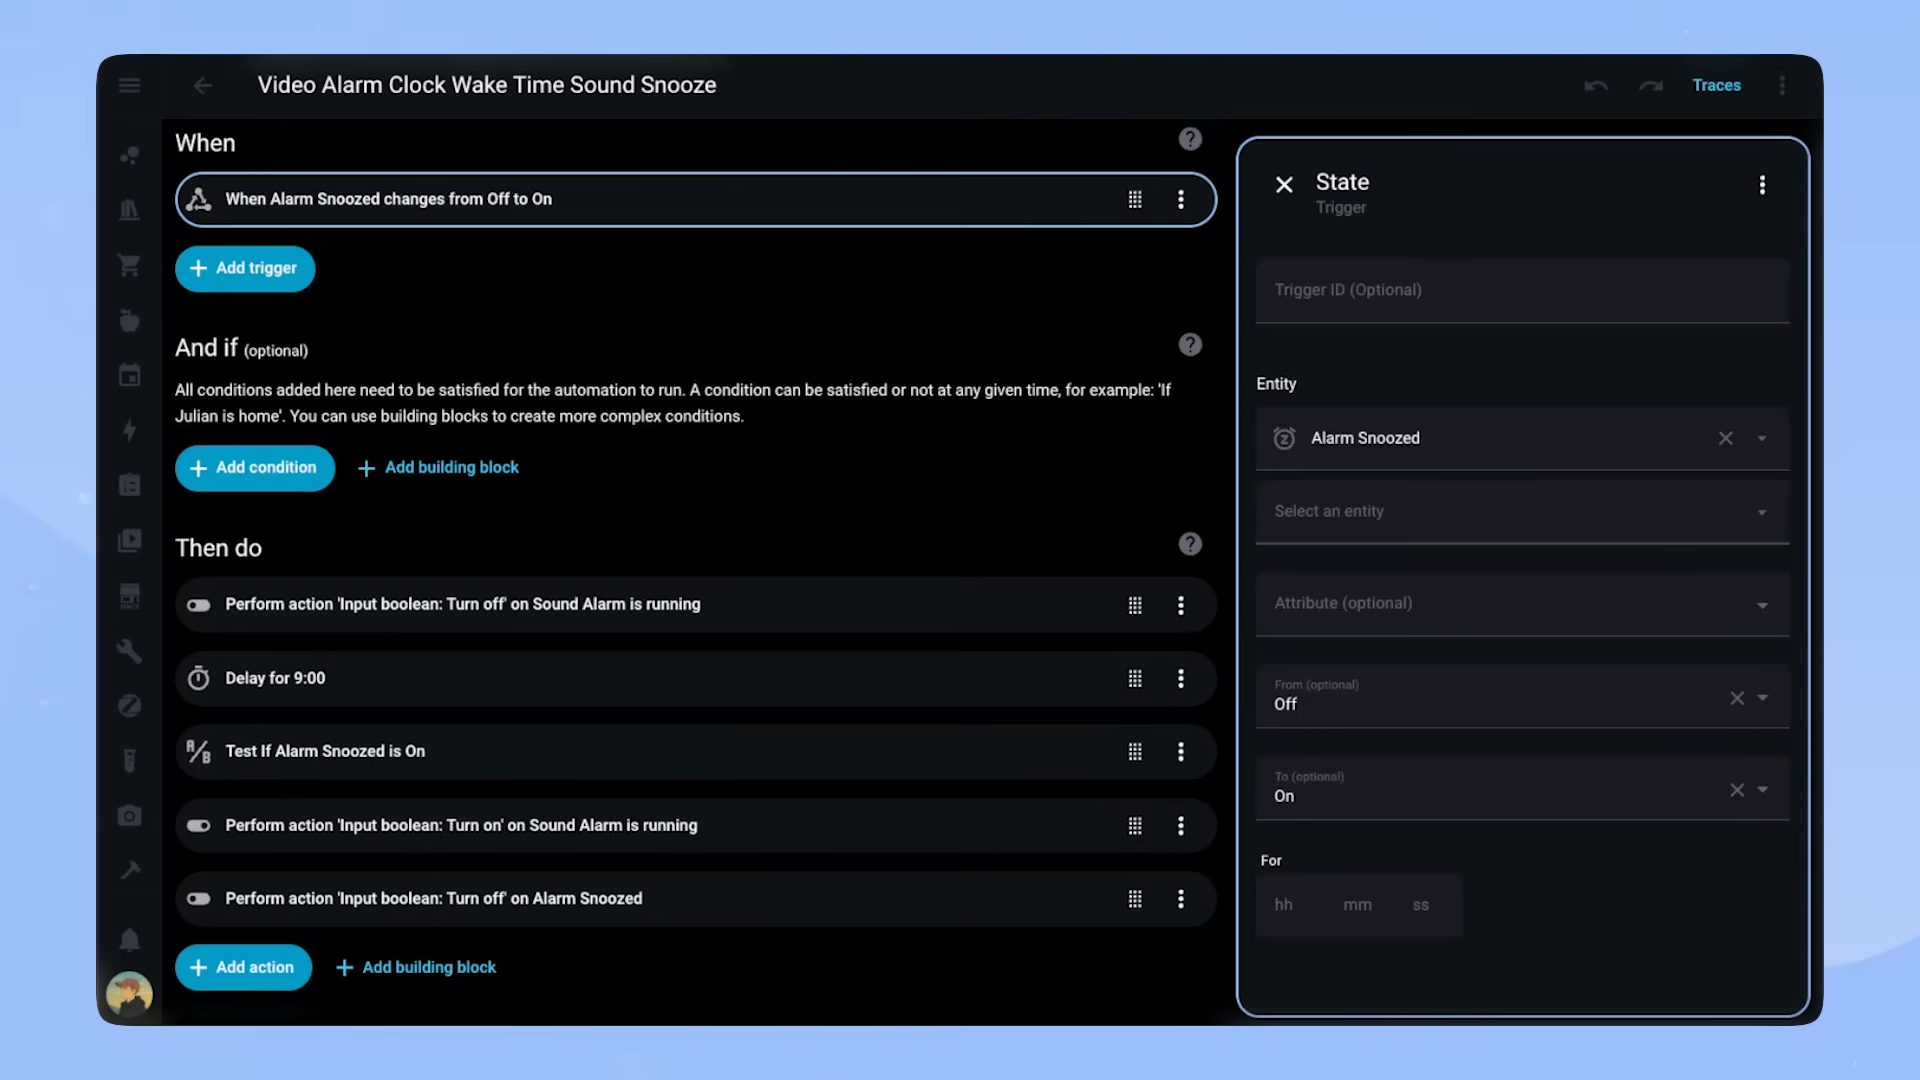 Video Alarm Clock Wake Time Sound Snooze
Traces
When
When Alarm Snoozed changes from Off to On
Add trigger
And if (optional)
All conditions added here need to be satisfied for the automation to run. A condition can be satisfied or not at any given time, for example: 'If
Julian is home'. You can use building blocks to create more complex conditions.
Add condition
Add building block
Then do
Perform action 'Input boolean: Turn off' on Sound Alarm is running
Delay for 9:00
Test If Alarm Snoozed is On
Perform action 'Input boolean: Turn on' on Sound Alarm is running
Perform action 'Input boolean: Turn off' on Alarm Snoozed
Add action
Add building block
State
Trigger
Trigger ID (Optional)
Entity
Alarm Snoozed
Select an entity
Attribute (optional)
From (optional)
Off
To (optional)
On
For
hh mm ss